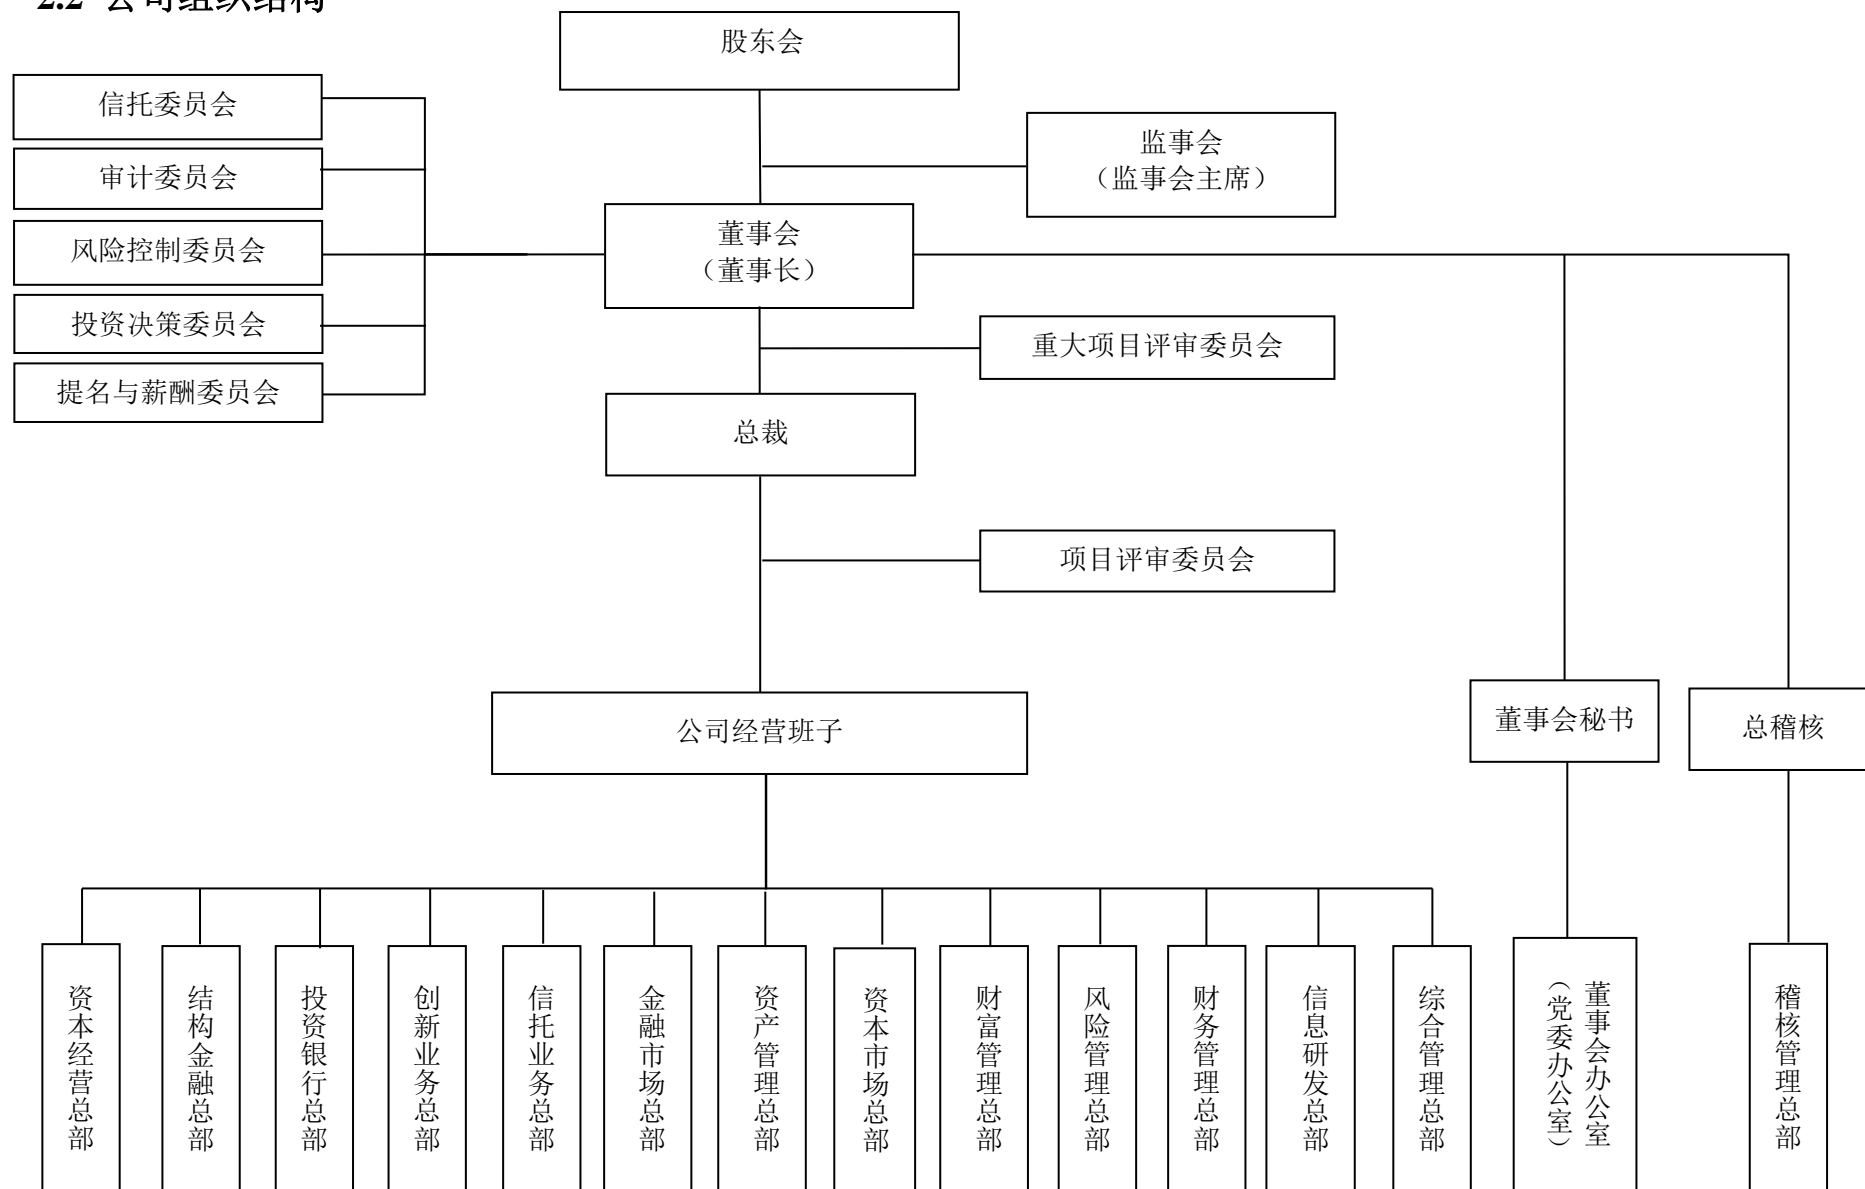 2.2 公司组织结构
股东会
信托委员会
审计委员会
风险控制委员会
投资决策委员会
提名与薪酬委员会
监事会
（监事会主席）
董事会
（董事长）
重大项目评审委员会
总裁
项目评审委员会
公司经营班子
董事会秘书
总稽核
资本经营总部
结构金融总部
投资银行总部
创新业务总部
信托业务总部
金融市场总部
资产管理总部
资本市场总部
财富管理总部
风险管理总部
财务管理总部
信息研发总部
综合管理总部
董事会办公室
（党委办公室）
稽核管理总部